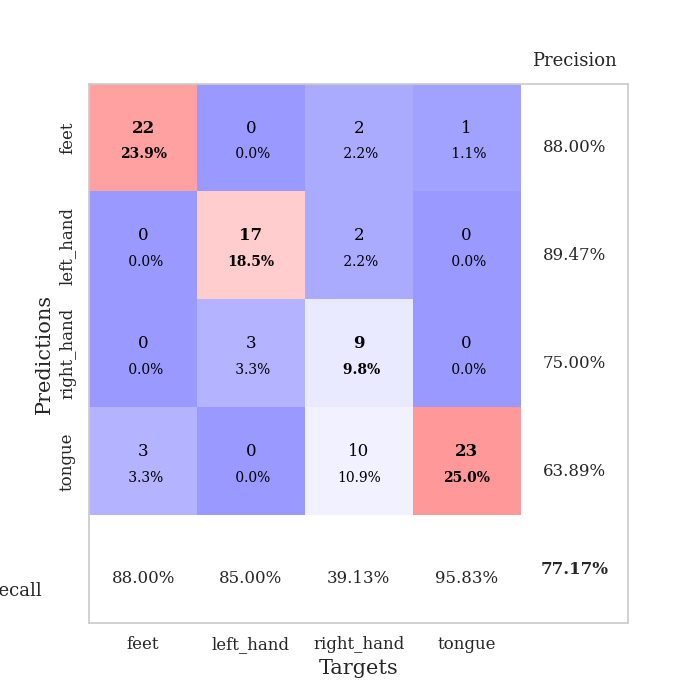 Precision
feet
22 0 2 1
23.9% 0.0% 2.2% 1.1%
88.00%
left_hand
0 17 2 0
0.0% 18.5% 2.2% 0.0%
89.47%
right_hand
0 3 9 0
0.0% 3.3% 9.8% 0.0%
75.00%
tongue
3 0 10 23
3.3% 0.0% 10.9% 25.0%
63.89%
Predictions
ecall
88.00% 85.00% 39.13% 95.83% 77.17%
feet left_hand right_hand tongue
Targets